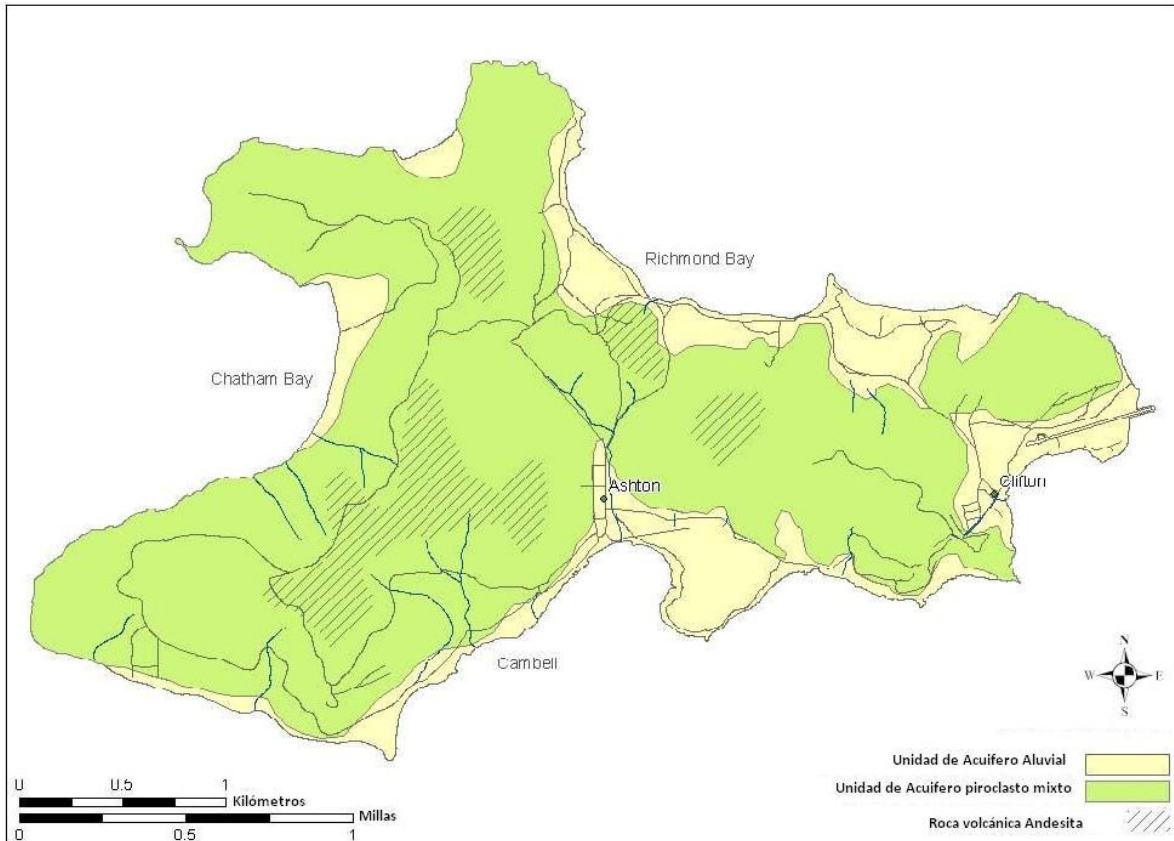 Richmond Bay
Chatham Bay
Ashton
Clifton
Cambell
N
W E
S
Unidad de Acuifero Aluvial
Unidad de Acuifero piroclasto mixto
Roca volcánica Andesita
0 0.5 1
Kilómetros
Millas
0 0.5 1